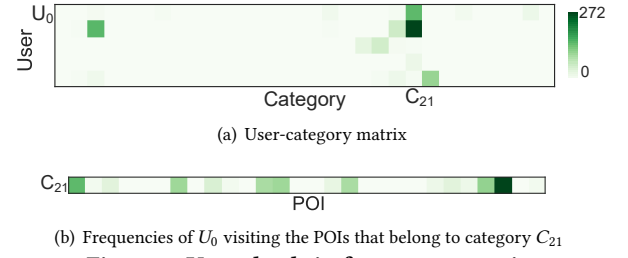 U0
272
User
0
Category
C21
(a) User-category matrix
C21
POI
(b) Frequencies of U0 visiting the POIs that belong to category C21